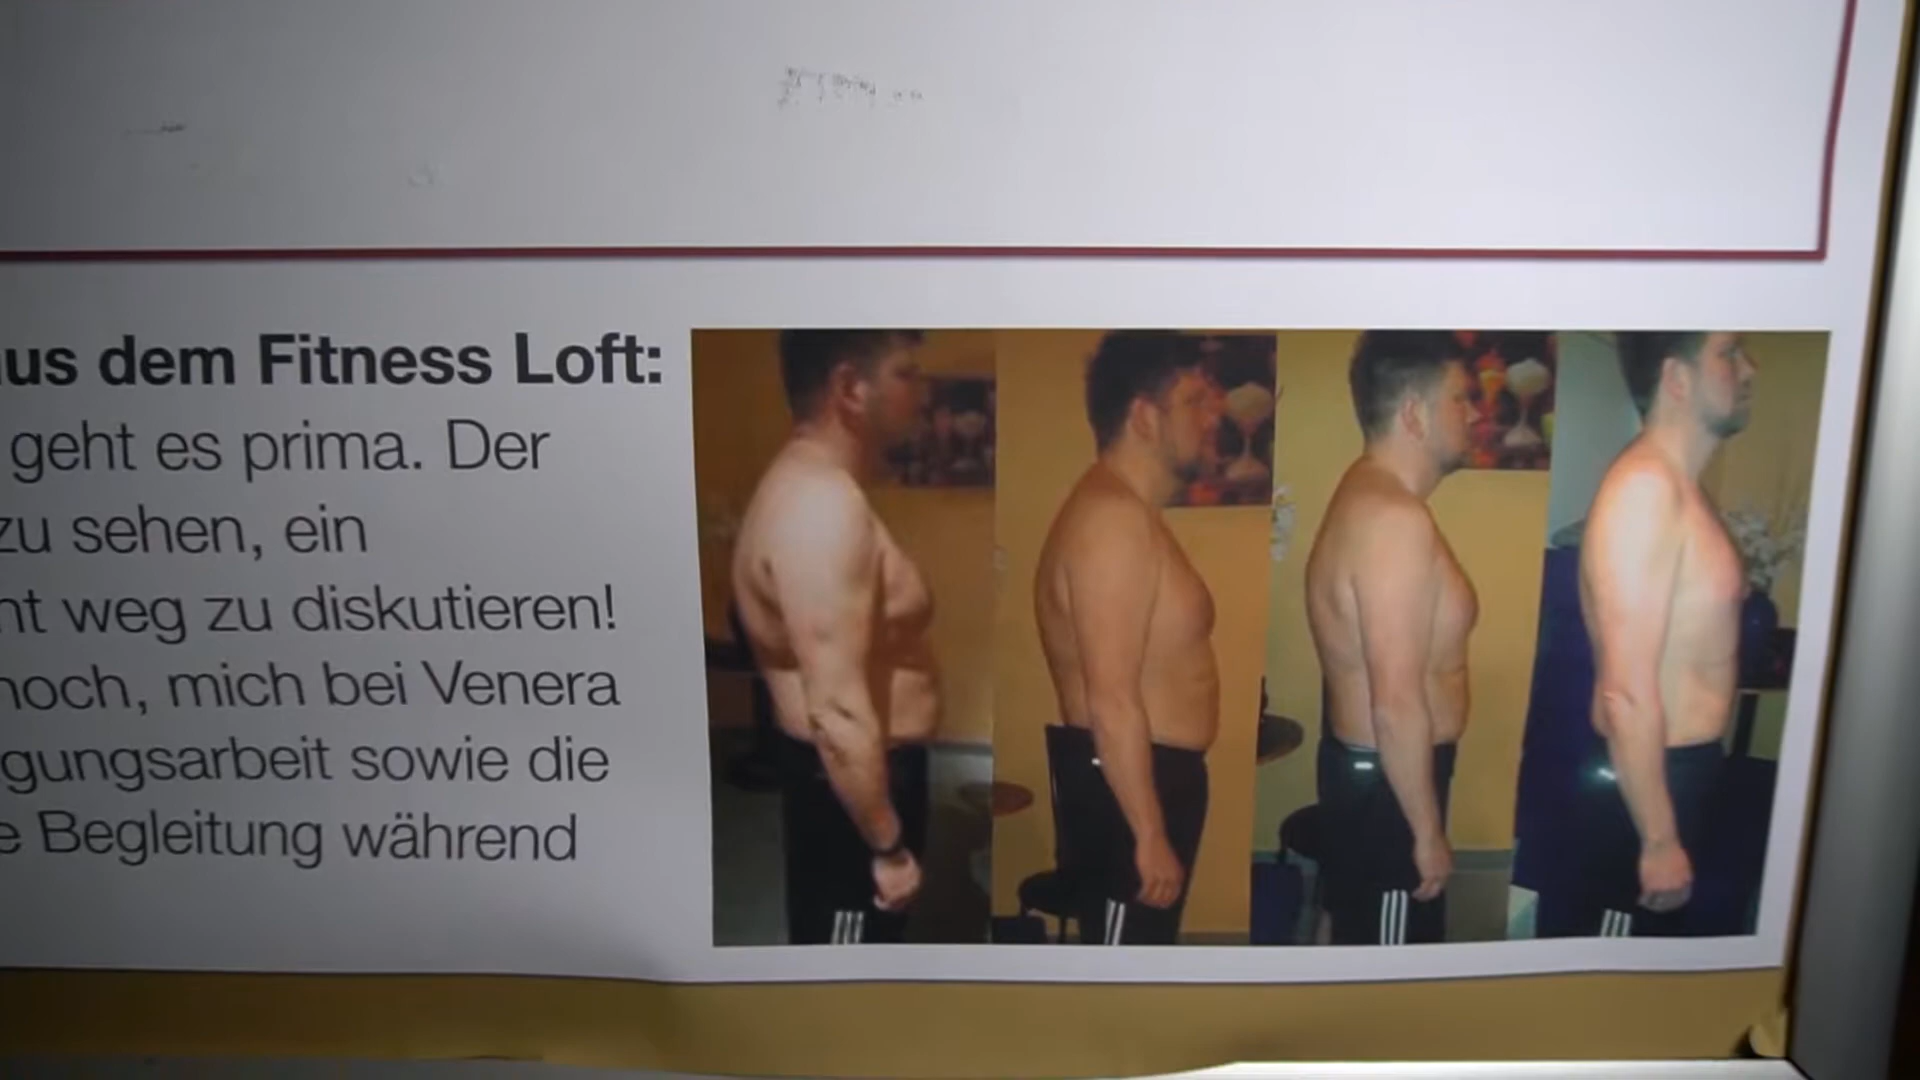 aus dem Fitness Loft:
geht es prima. Der
zu sehen, ein
weg zu diskutieren!
noch, mich bei Venera
gungsarbeit sowie die
Begleitung während